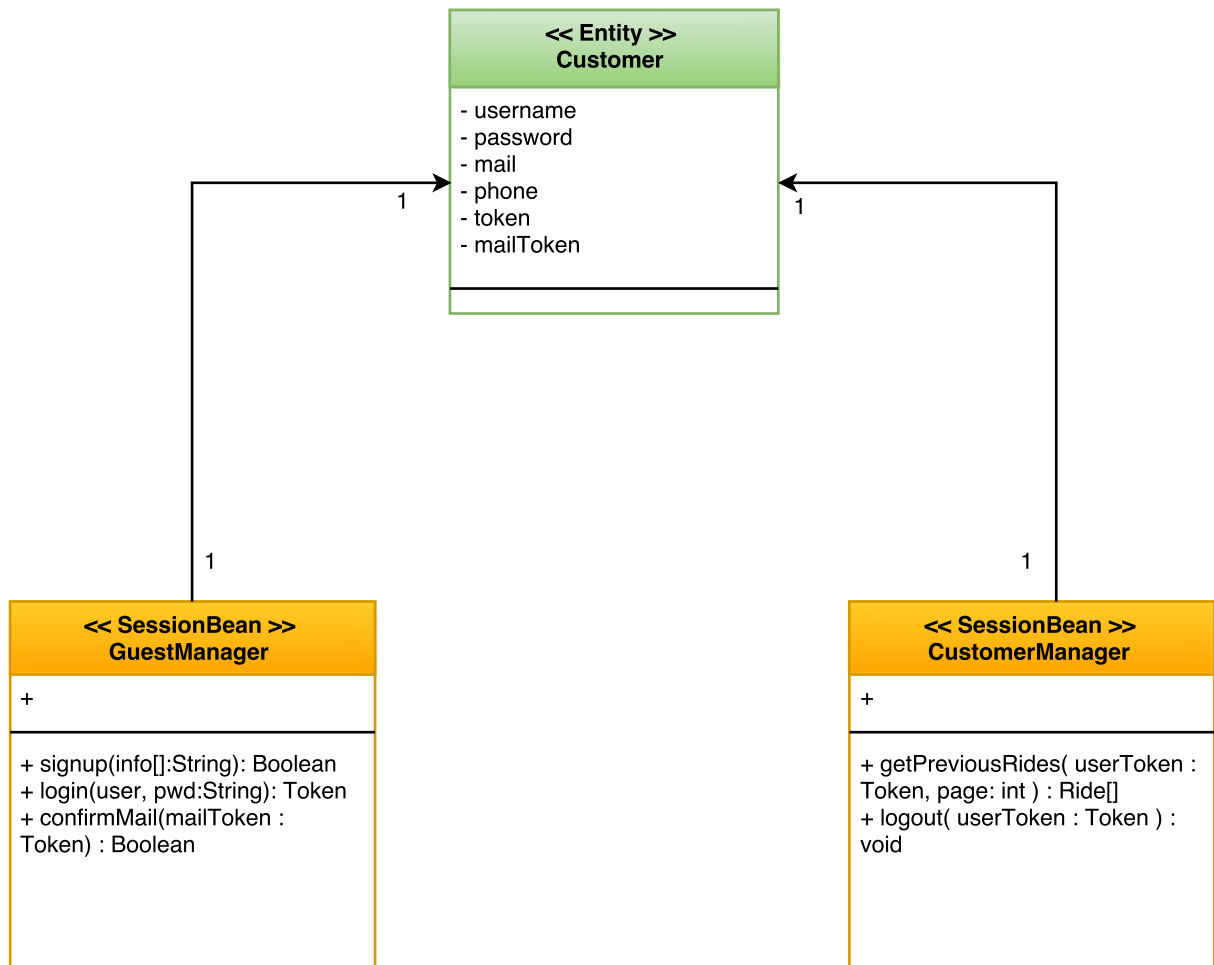 << Entity >>
Customer
- username
- password
- mail
- phone
- token
- mailToken
1
1
1
1
<< SessionBean >>
GuestManager
+
+ signup(info[]:String): Boolean
+ login(user, pwd:String): Token
+ confirmMail(mailToken :
Token) : Boolean
<< SessionBean >>
CustomerManager
+
+ getPreviousRides( userToken :
Token, page: int ) : Ride[]
+ logout( userToken : Token ) :
void